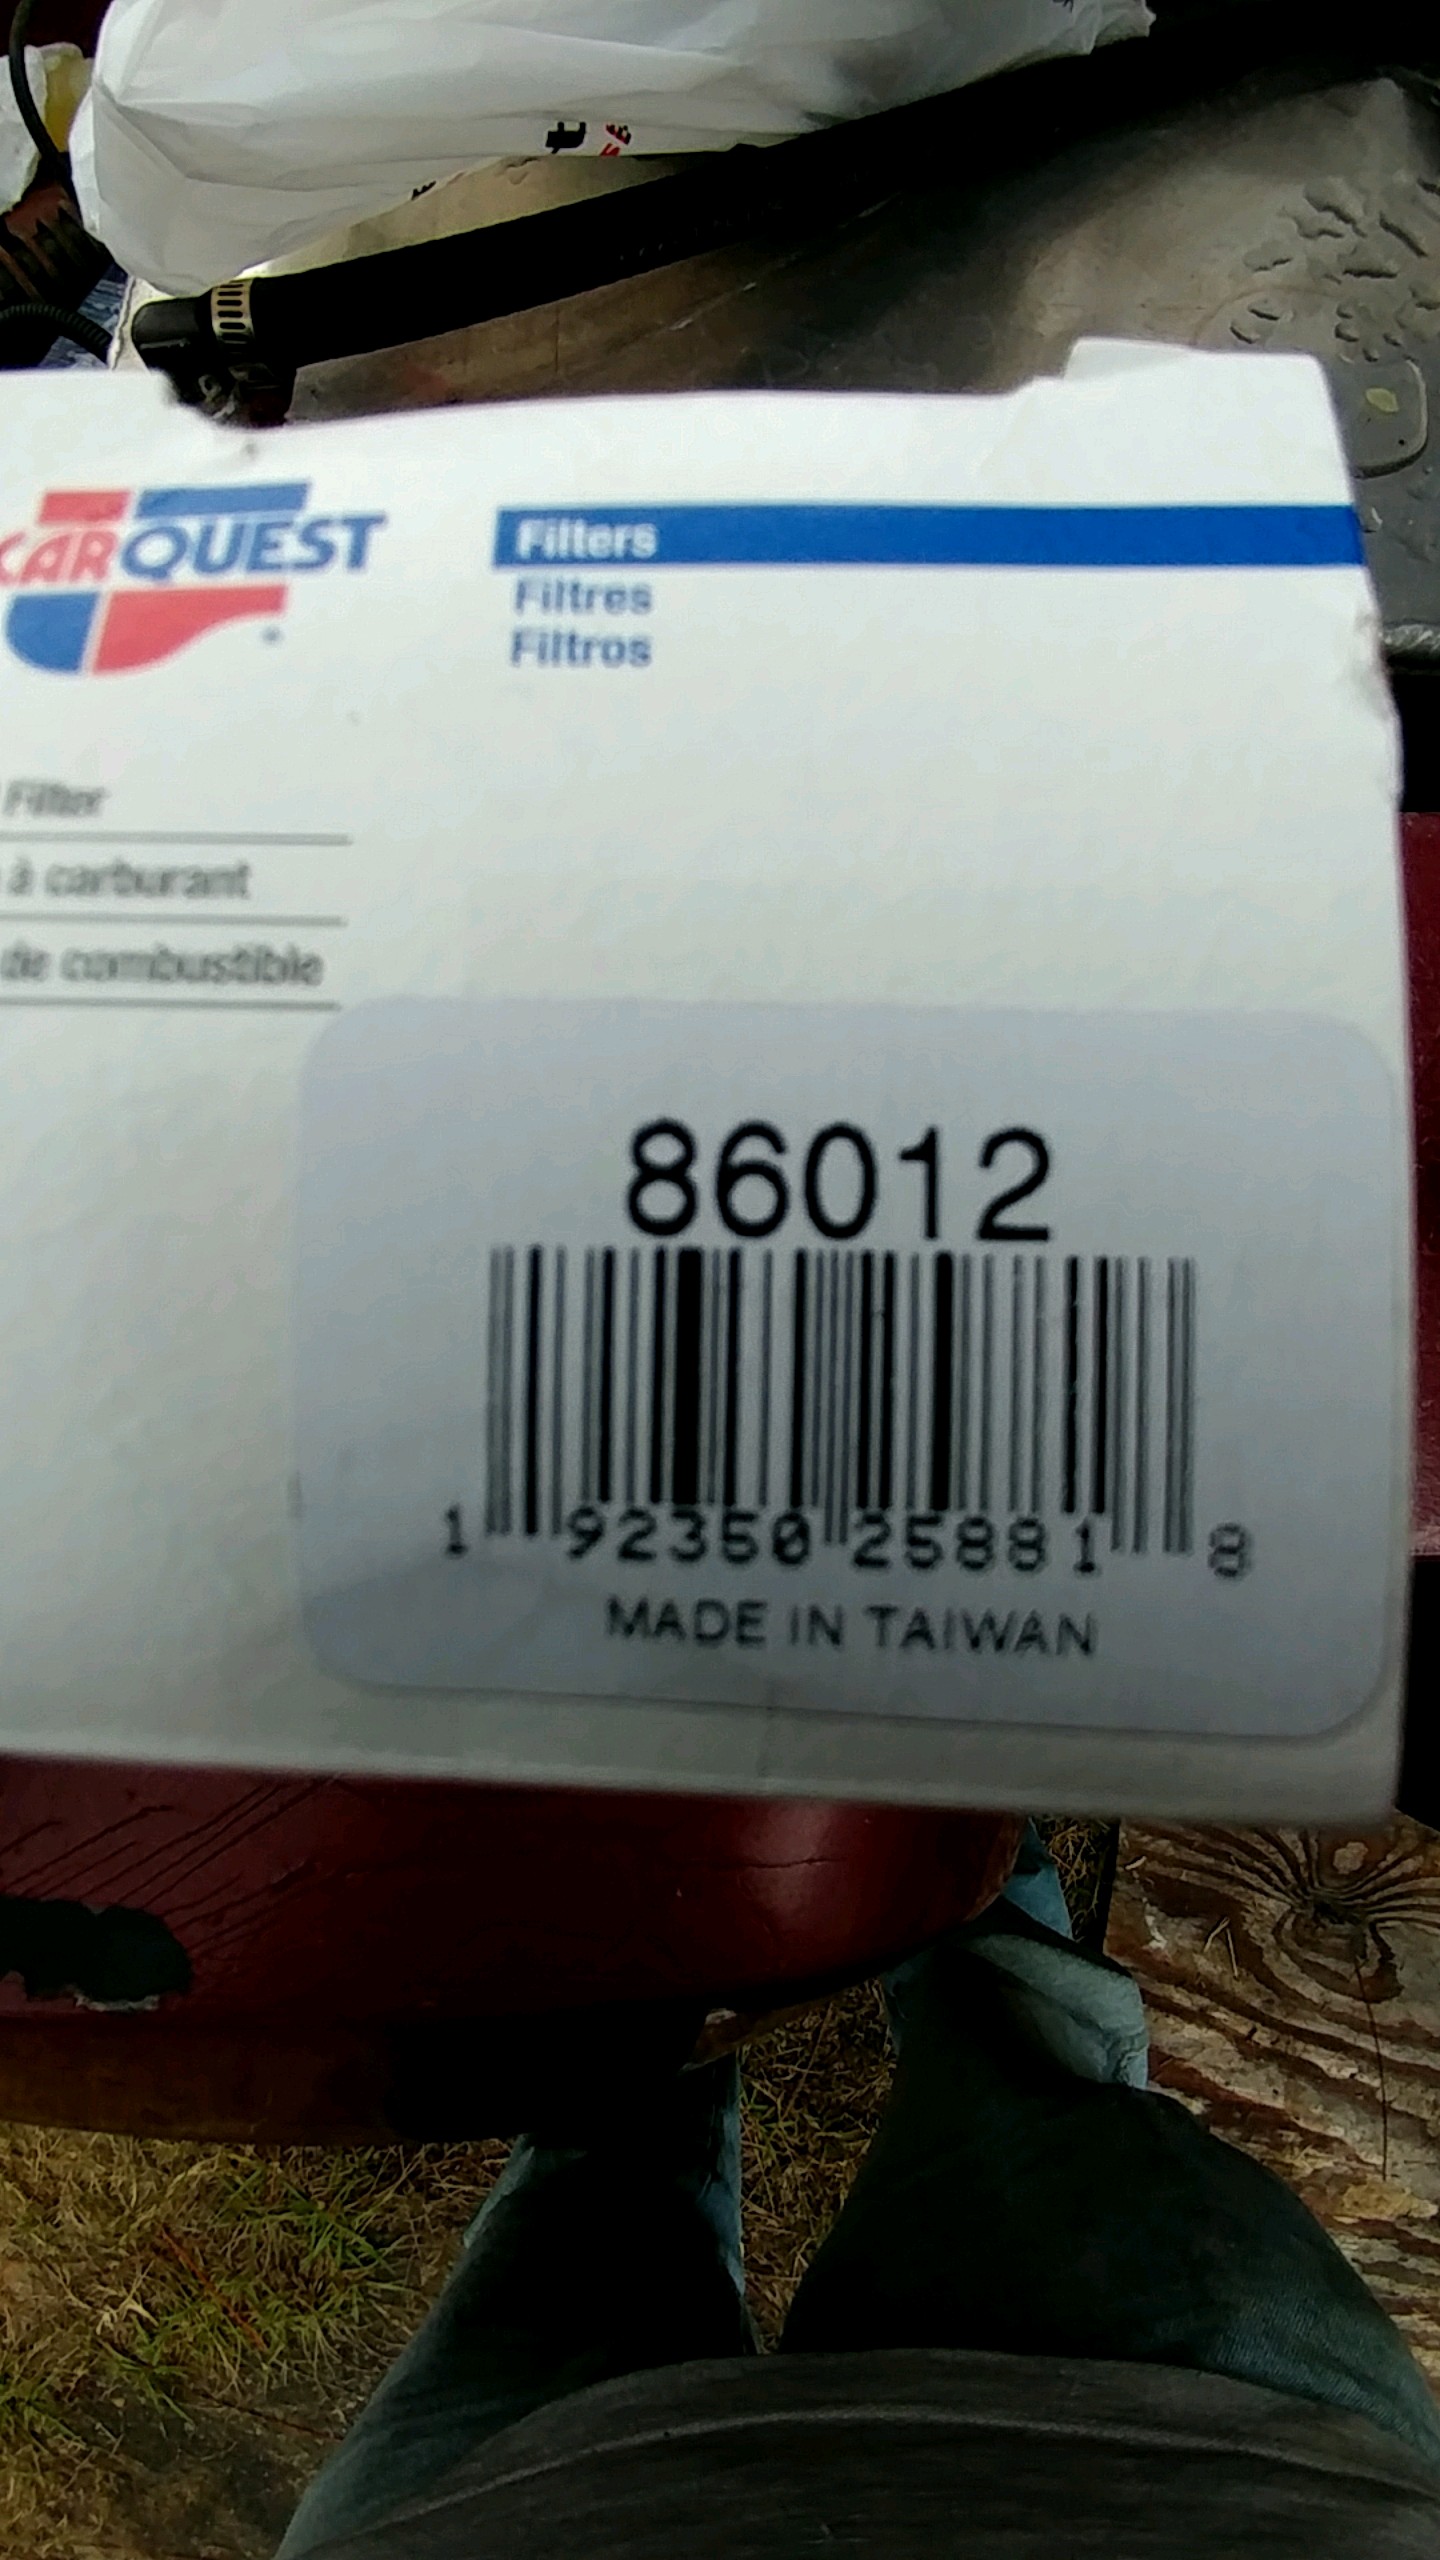 CARQUEST
Filters
Filtres
Filtros
Filter
à carburant
de combustible
86012
1 92350 25881 8
MADE IN TAIWAN